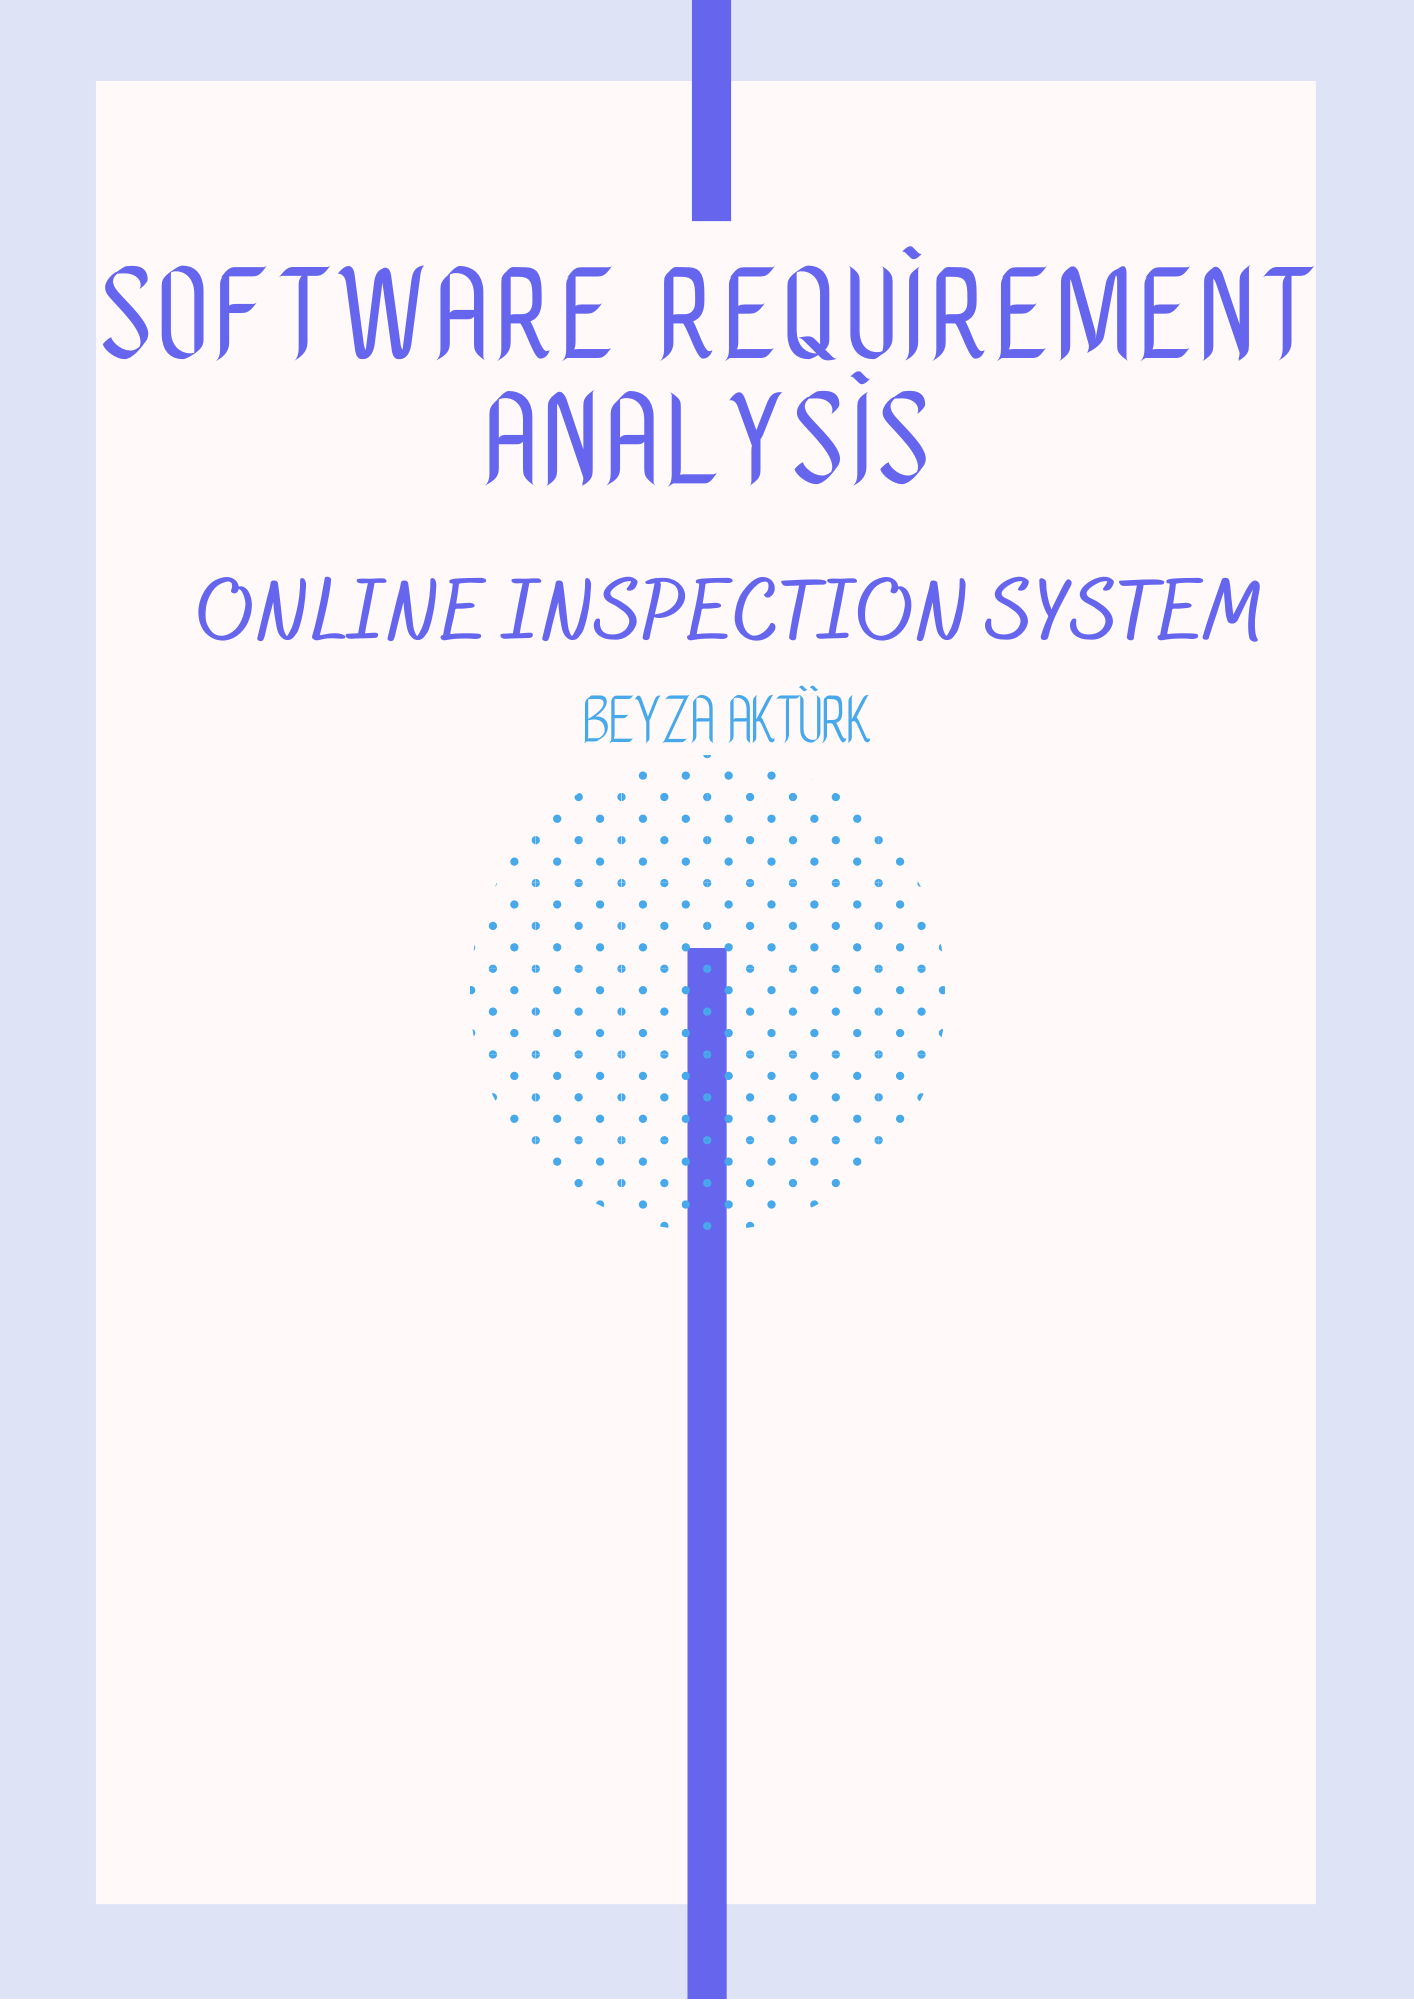 SOFTWARE REQUİREMENT
ANALYSİS
ONLINE INSPECTION SYSTEM
BEYZA AKTÜRK